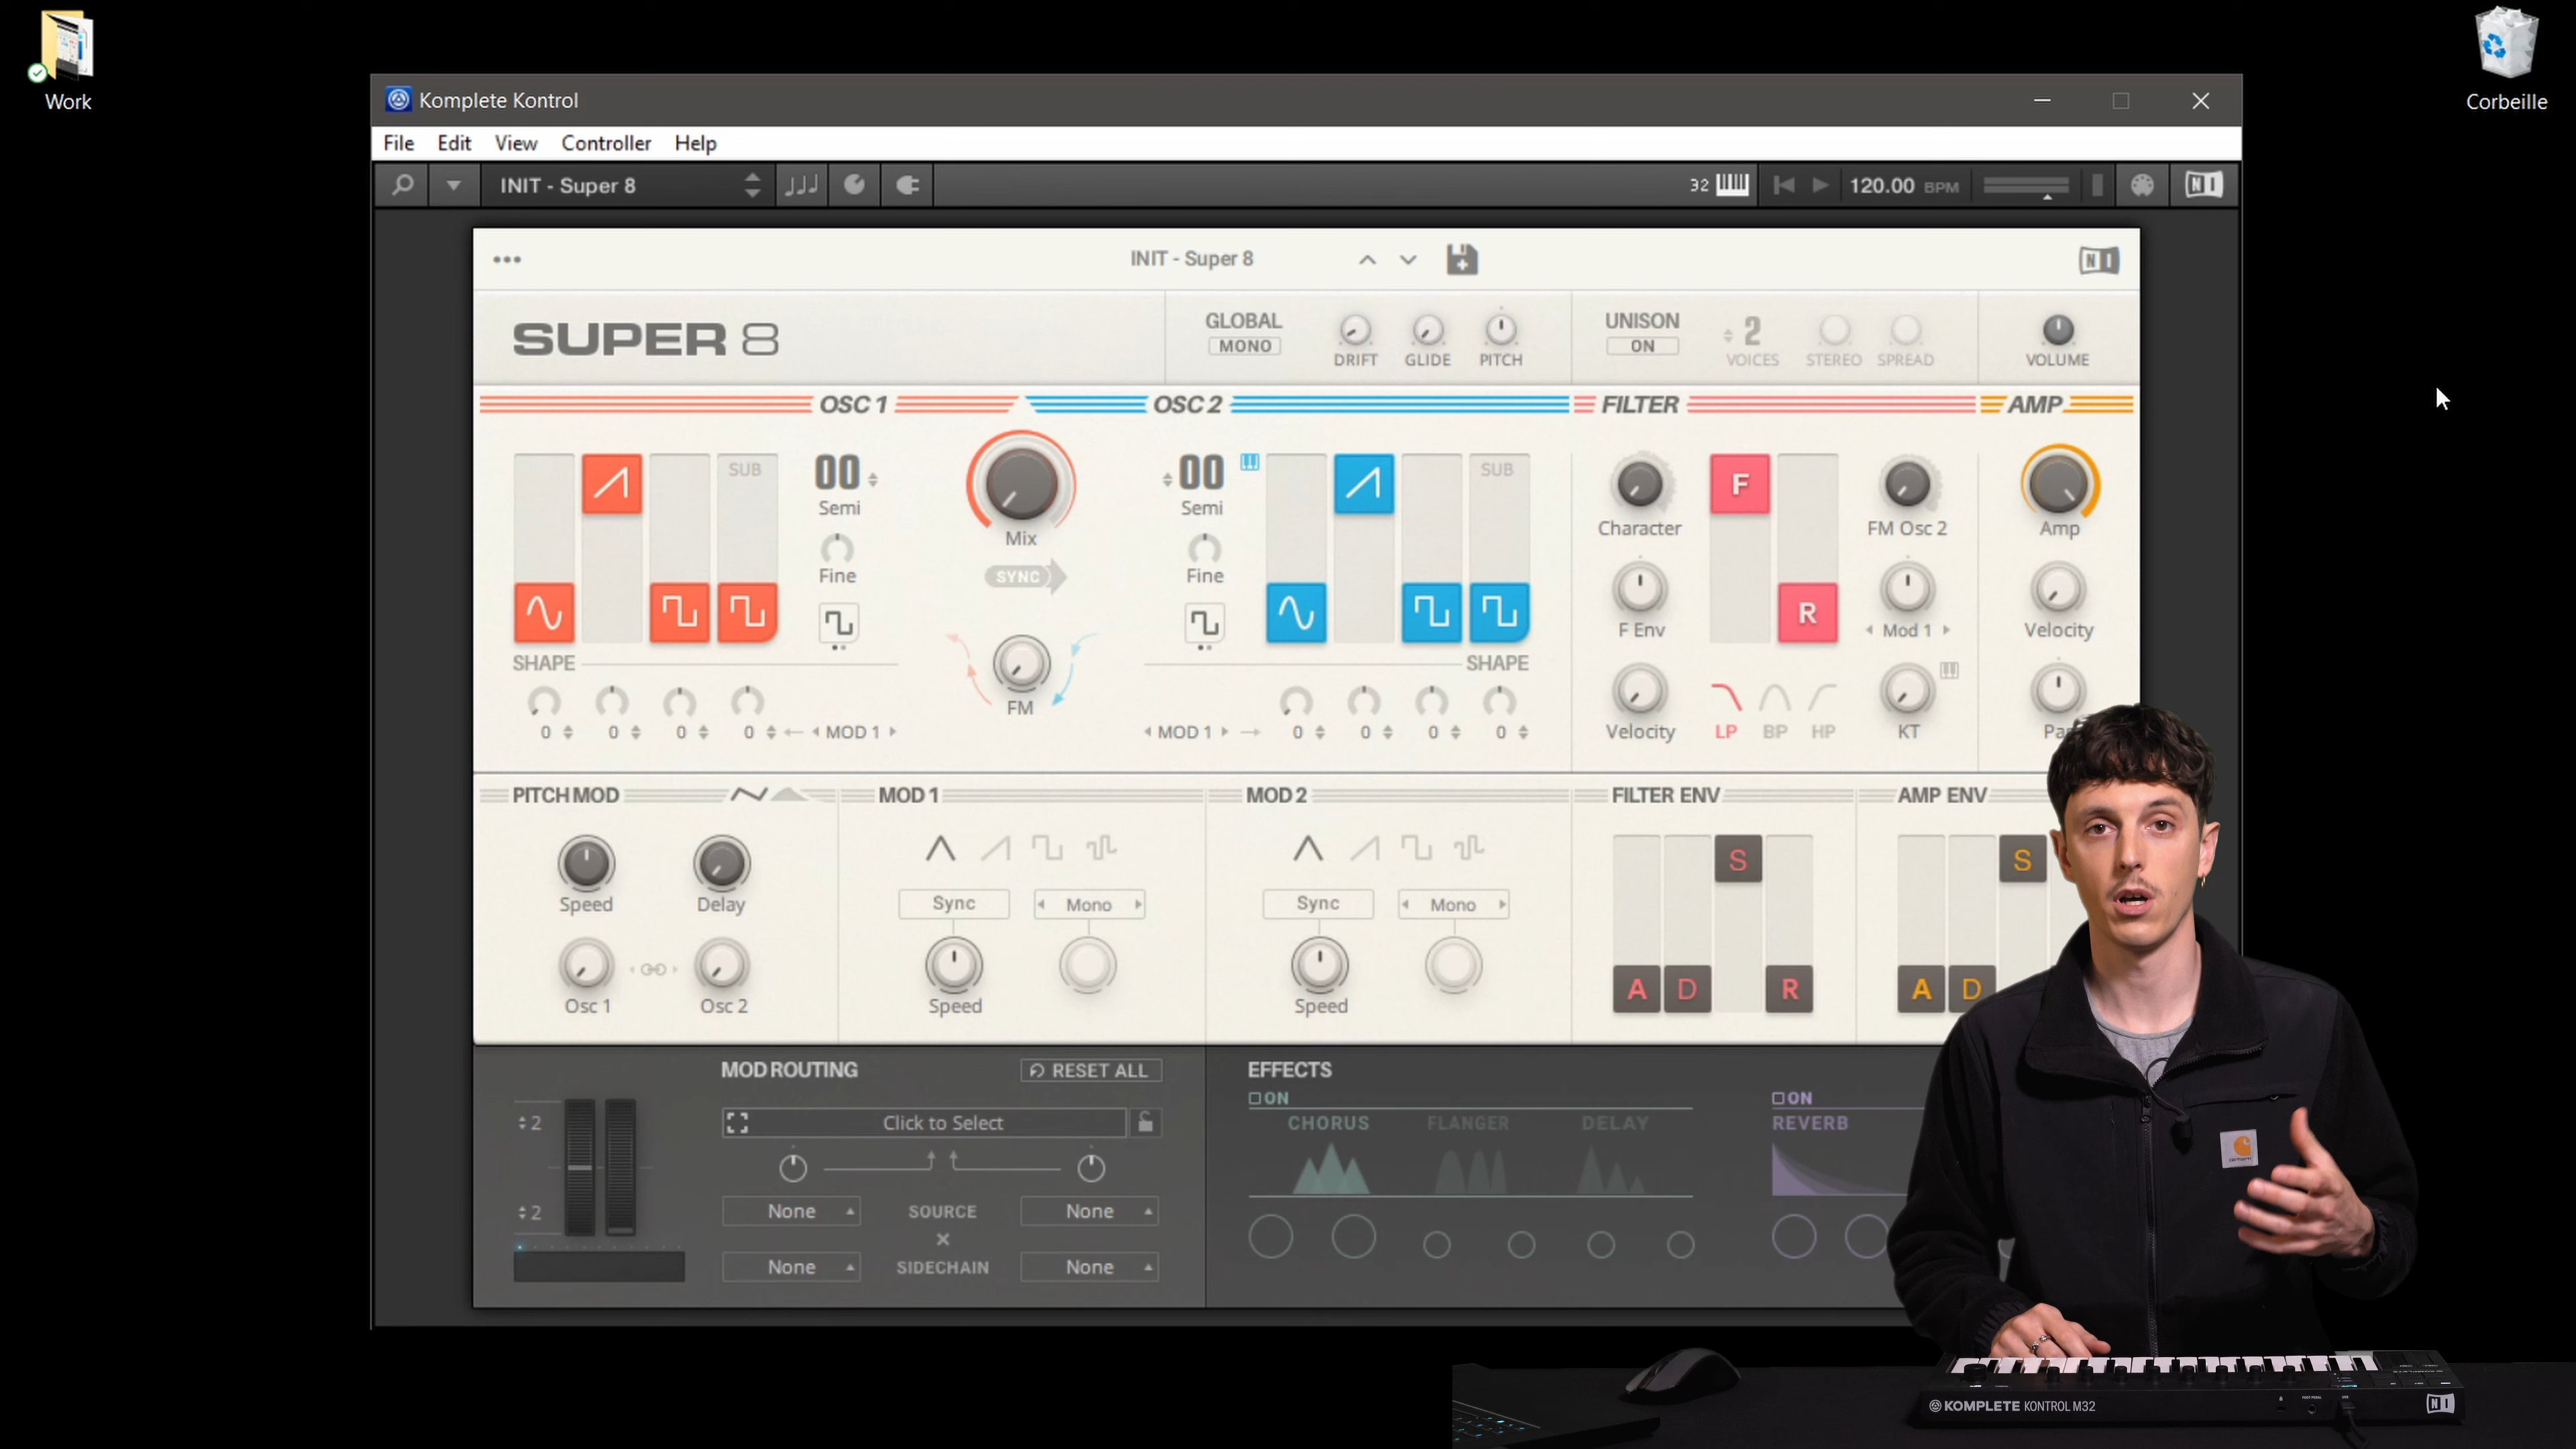 Work
Corbeille
Komplete Kontrol
File Edit View Controller Help
INIT - Super 8
32
120.00 BPM
NI
INIT - Super 8
NI
SUPER 8
GLOBAL
MONO
DRIFT GLIDE PITCH
UNISON
ON
2
VOICES STEREO SPREAD
VOLUME
OSC 1 OSC 2 FILTER AMP
SUB
00
Semi
Fine
Mix
SYNC
FM
00
Semi
Fine
SUB
Character
F
R
FM Osc 2
Amp
F Env
Mod 1
Velocity
SHAPE
0 0 0 0 MOD 1
SHAPE
MOD 1 0 0 0 0
Velocity
LP BP HP
KT
PITCH MOD
Speed Delay
Osc 1 Osc 2
MOD 1
Sync Mono
Speed
MOD 2
Sync Mono
Speed
FILTER ENV
A D S R
AMP ENV
A D S
2
2
MOD ROUTING
RESET ALL
Click to Select
None SOURCE None
×
None SIDECHAIN None
EFFECTS
ON
CHORUS FLANGER DELAY
ON
REVERB
KOMPLETE KONTROL M32
NI